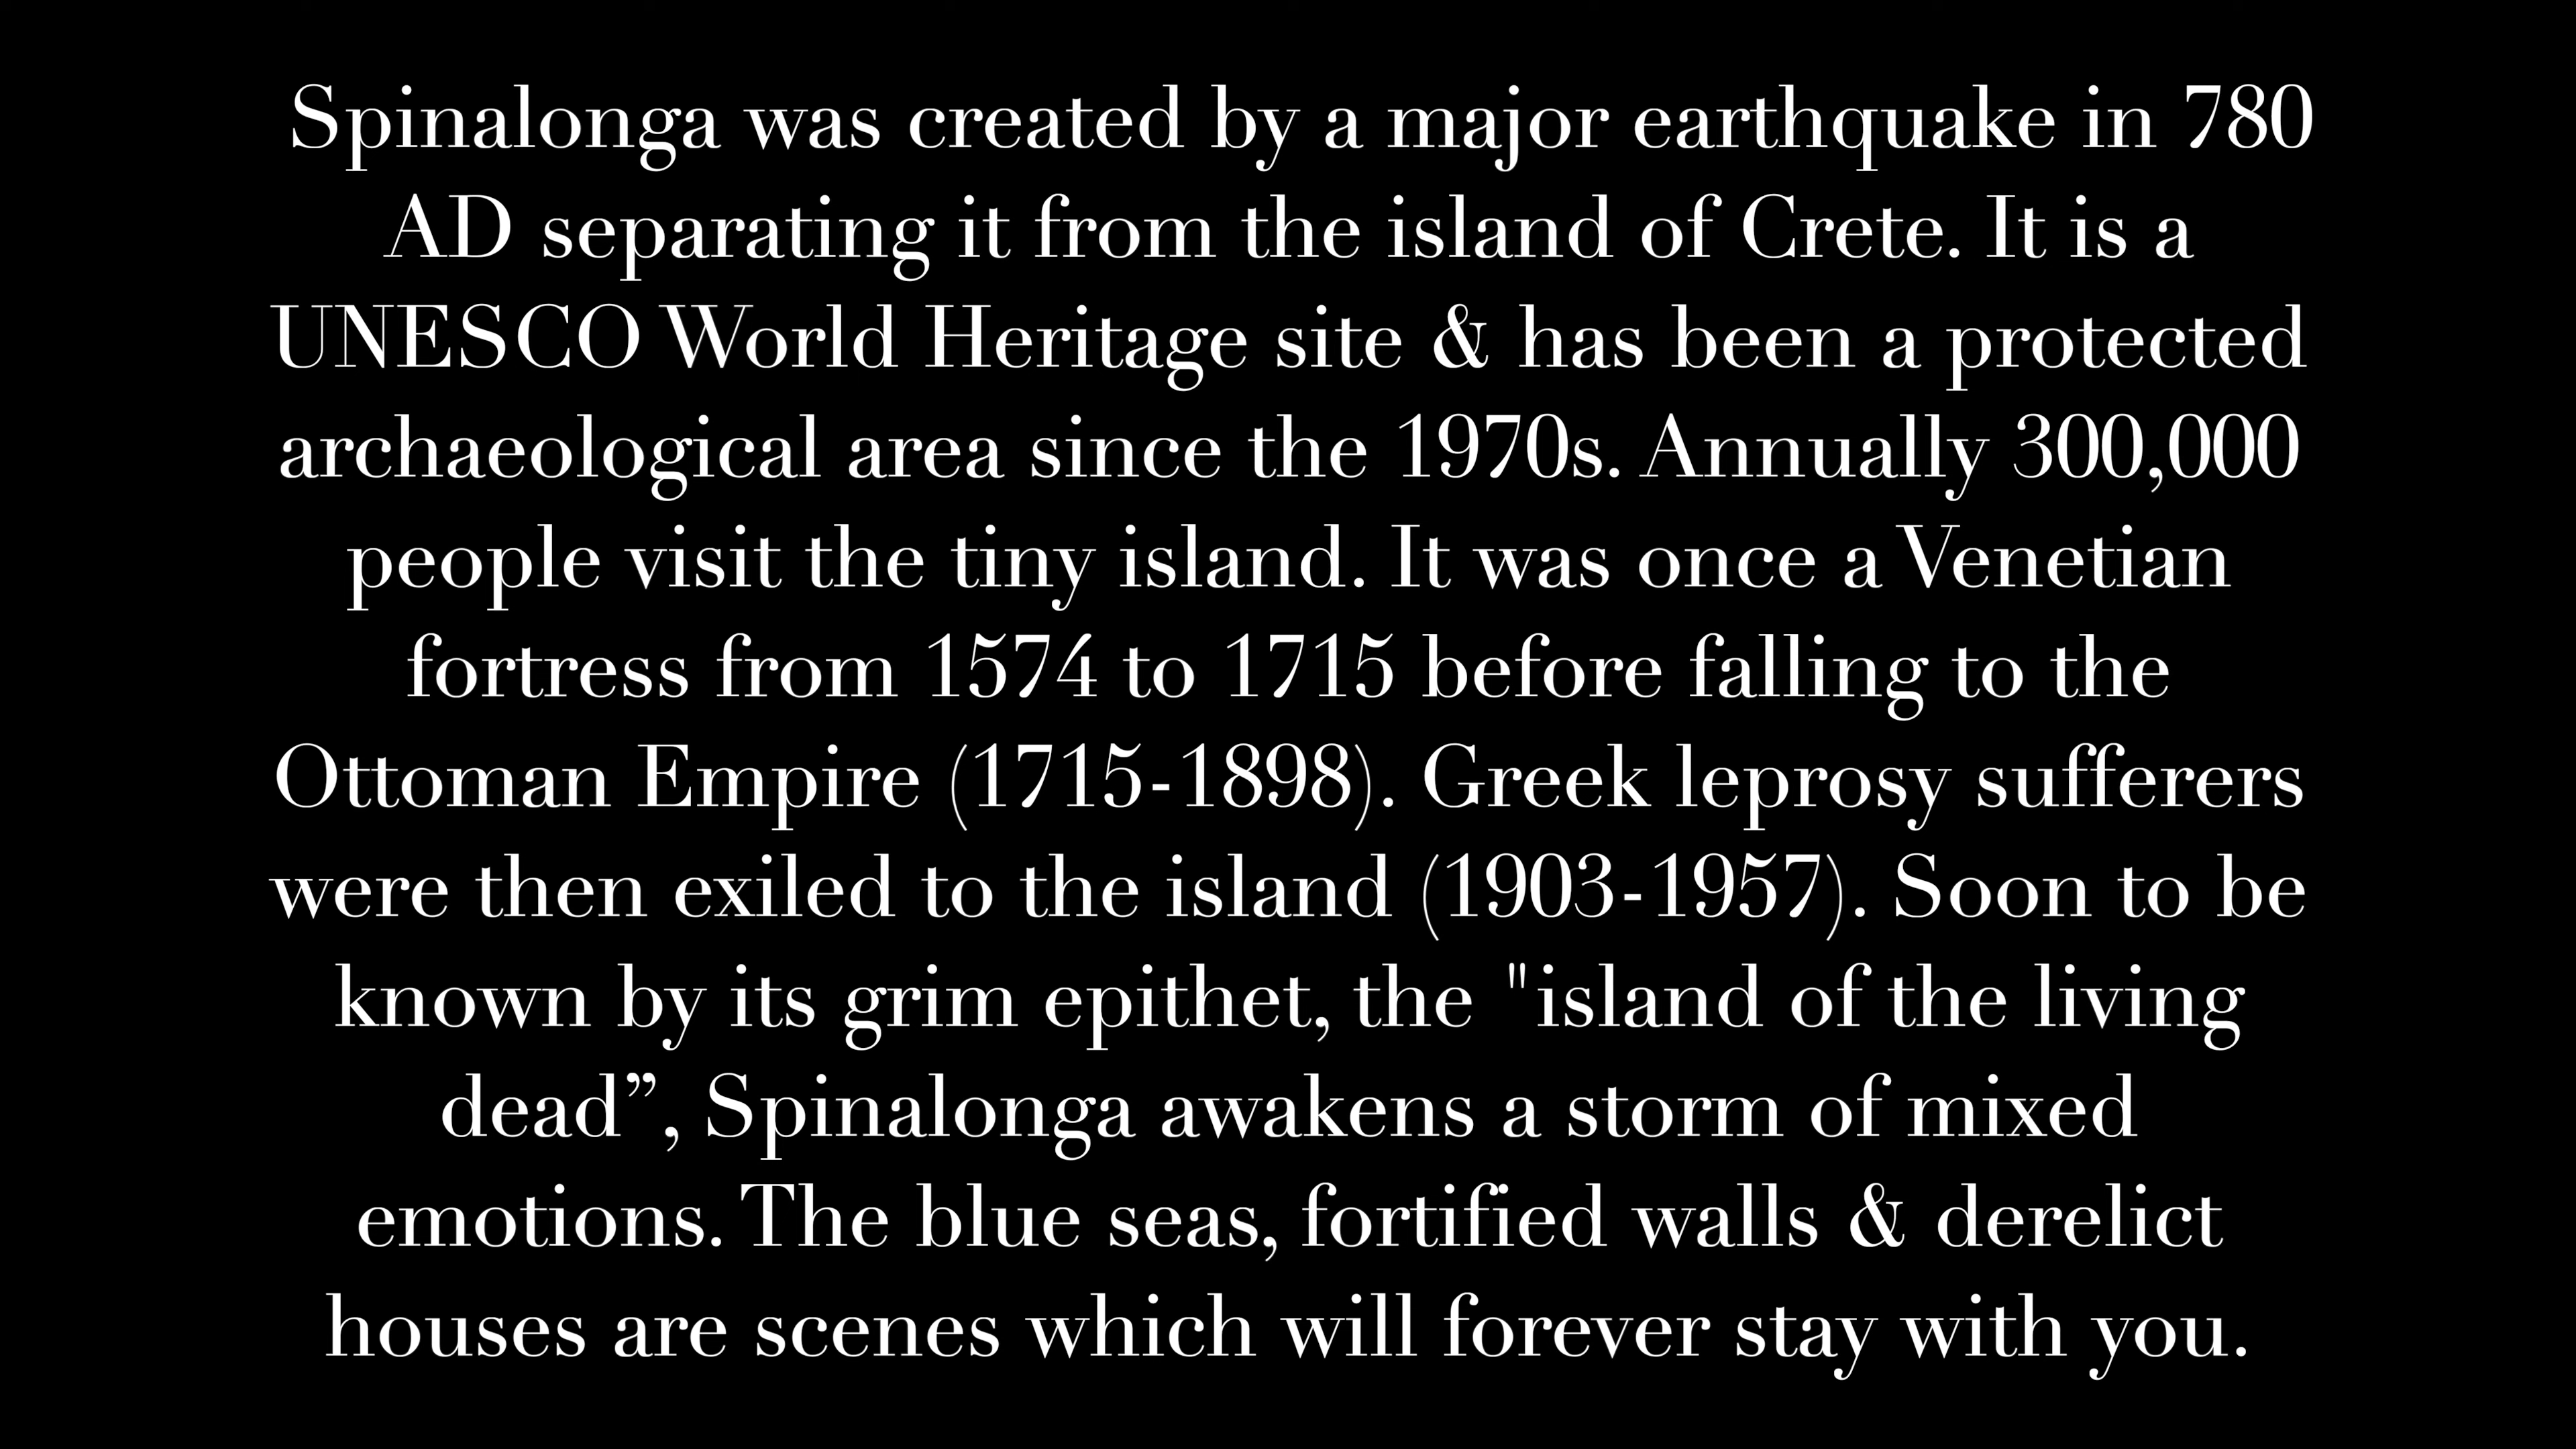 Spinalonga was created by a major earthquake in 780
AD separating it from the island of Crete. It is a
UNESCO World Heritage site & has been a protected
archaeological area since the 1970s. Annually 300,000
people visit the tiny island. It was once a Venetian
fortress from 1574 to 1715 before falling to the
Ottoman Empire (1715-1898). Greek leprosy sufferers
were then exiled to the island (1903-1957). Soon to be
known by its grim epithet, the "island of the living
dead”, Spinalonga awakens a storm of mixed
emotions. The blue seas, fortified walls & derelict
houses are scenes which will forever stay with you.